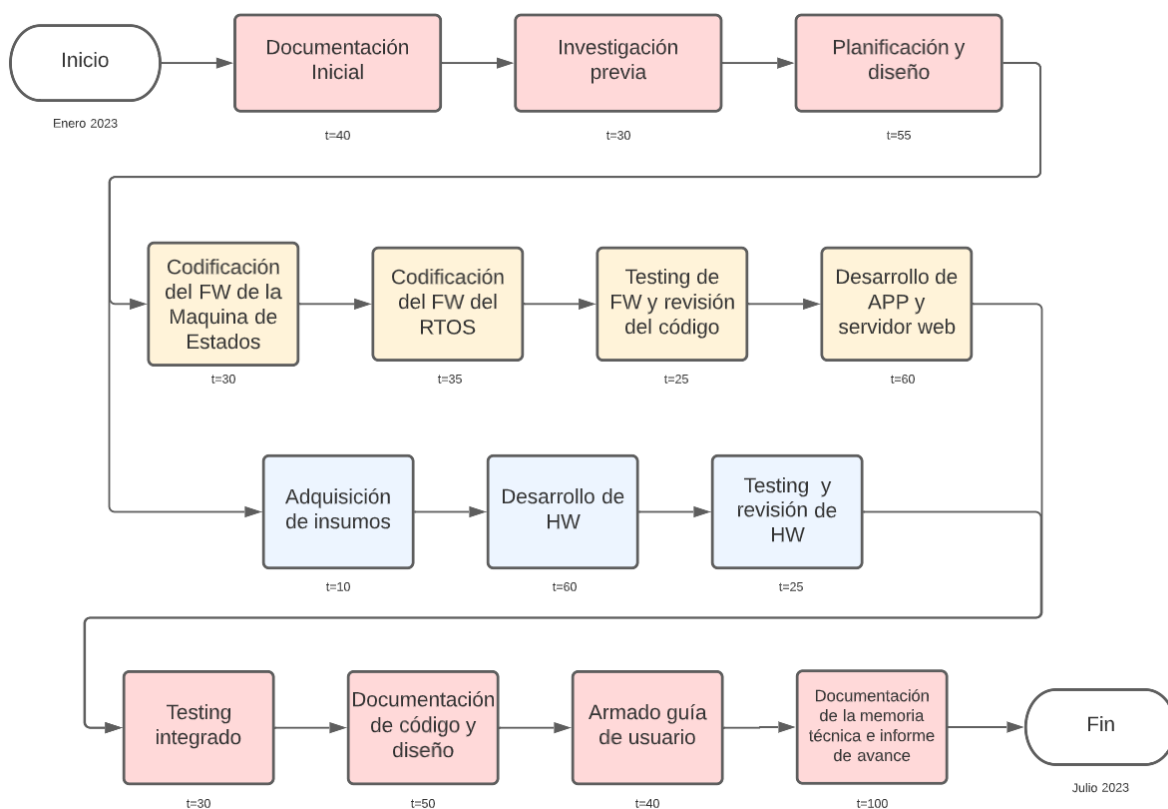 Inicio
Enero 2023
Documentación
Inicial
t=40
Investigación
previa
t=30
Planificación y
diseño
t=55
Codificación
del FW de la
Maquina de
Estados
t=30
Codificación
del FW del
RTOS
t=35
Testing de
FW y revisión
del código
t=25
Desarrollo de
APP y
servidor web
t=60
Adquisición
de insumos
t=10
Desarrollo de
HW
t=60
Testing y
revisión de
HW
t=25
Testing
integrado
t=30
Documentación
de código y
diseño
t=50
Armado guía
de usuario
t=40
Documentación
de la memoria
técnica e informe
de avance
t=100
Fin
Julio 2023